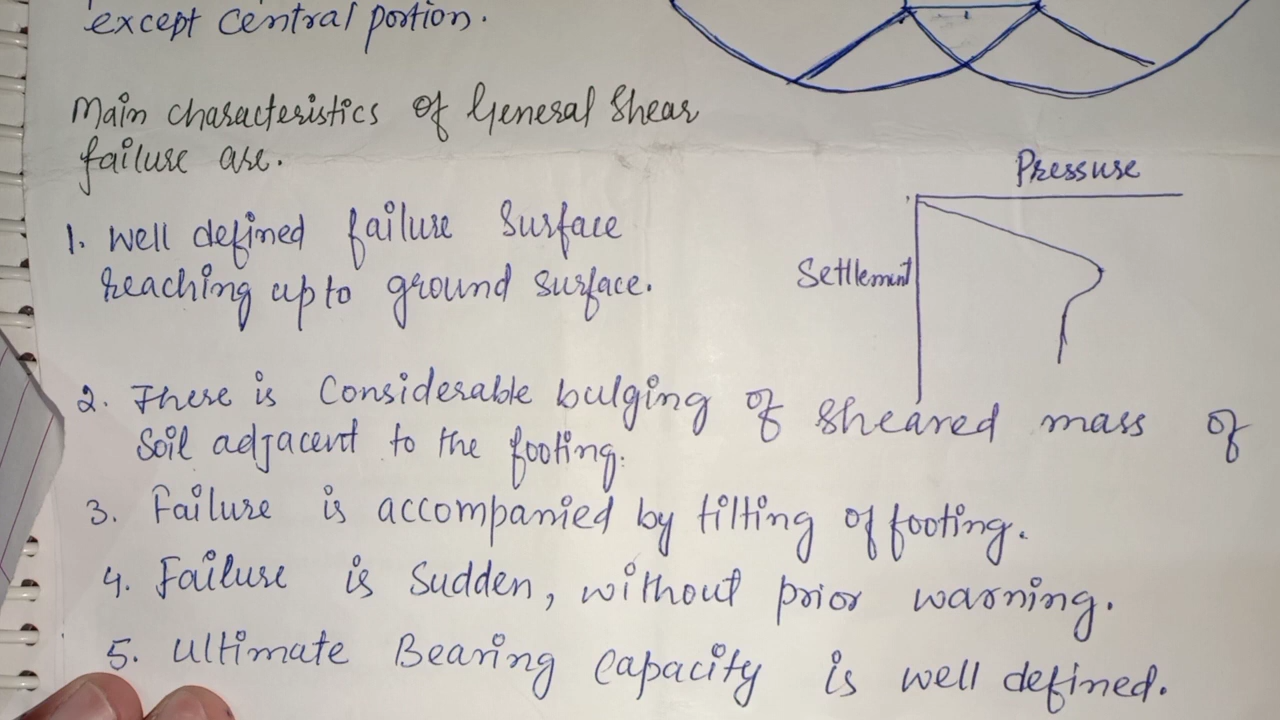 except central portion.
Main characteristics of General Shear
failure are.
Pressure
1. Well defined failure Surface
reaching upto ground surface.
Settlement
2. There is Considerable bulging of sheared mass of
Soil adjacent to the footing.
3. Failure is accompanied by tilting of footing.
4. Failure is Sudden, without prior warning.
5. Ultimate Bearing Capacity is well defined.